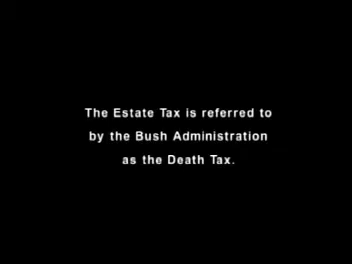 The Estate Tax is referred to
by the Bush Administration
as the Death Tax.